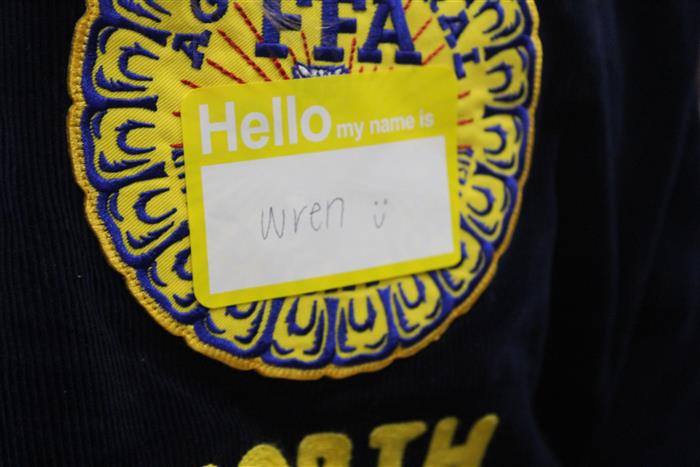 FFA
Hello my name is
wren :)